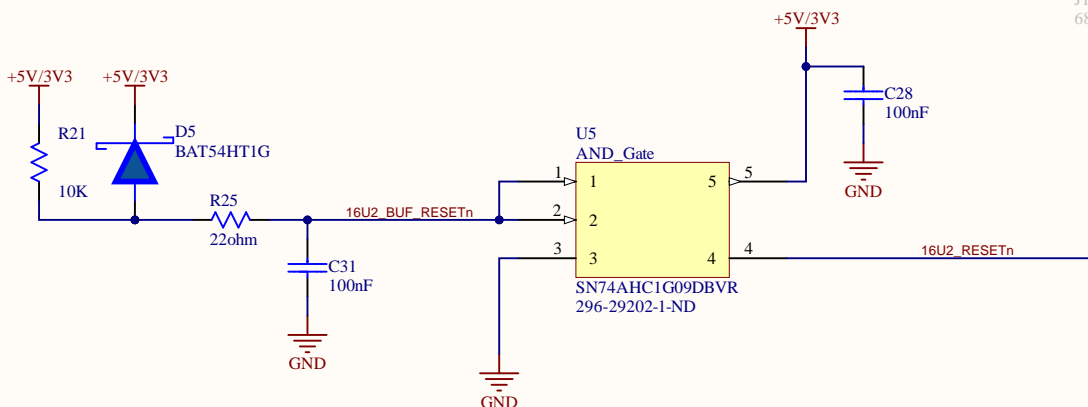 +5V/3V3
+5V/3V3
+5V/3V3
R21
10K
D5
BAT54HT1G
R25
22ohm
16U2_BUF_RESETn
C31
100nF
GND
U5
AND_Gate
1
1
2
2
3
3
5
5
4
4
SN74AHC1G09DBVR
296-29202-1-ND
GND
C28
100nF
GND
16U2_RESETn